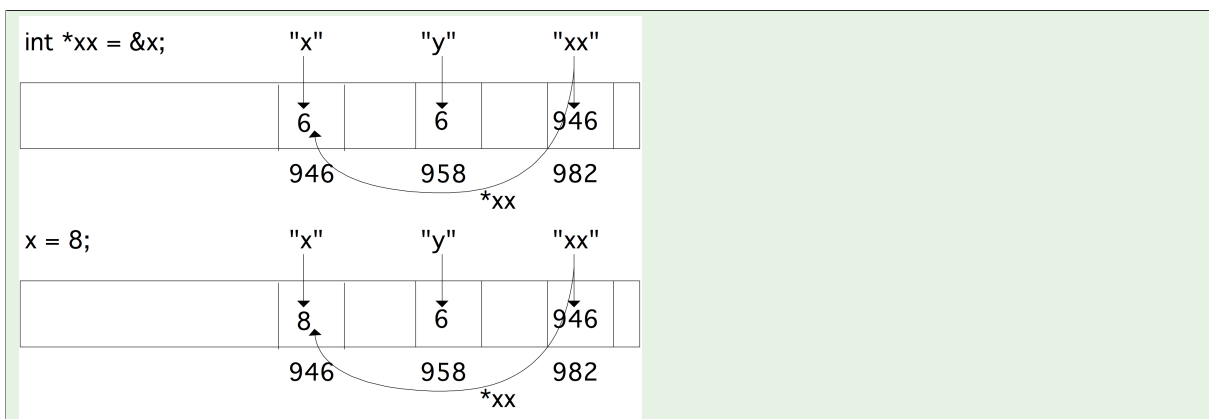 int *xx = &x; "x" "y" "xx"
6 6 946
946 958 982
*xx
x = 8; "x" "y" "xx"
8 6 946
946 958 982
*xx